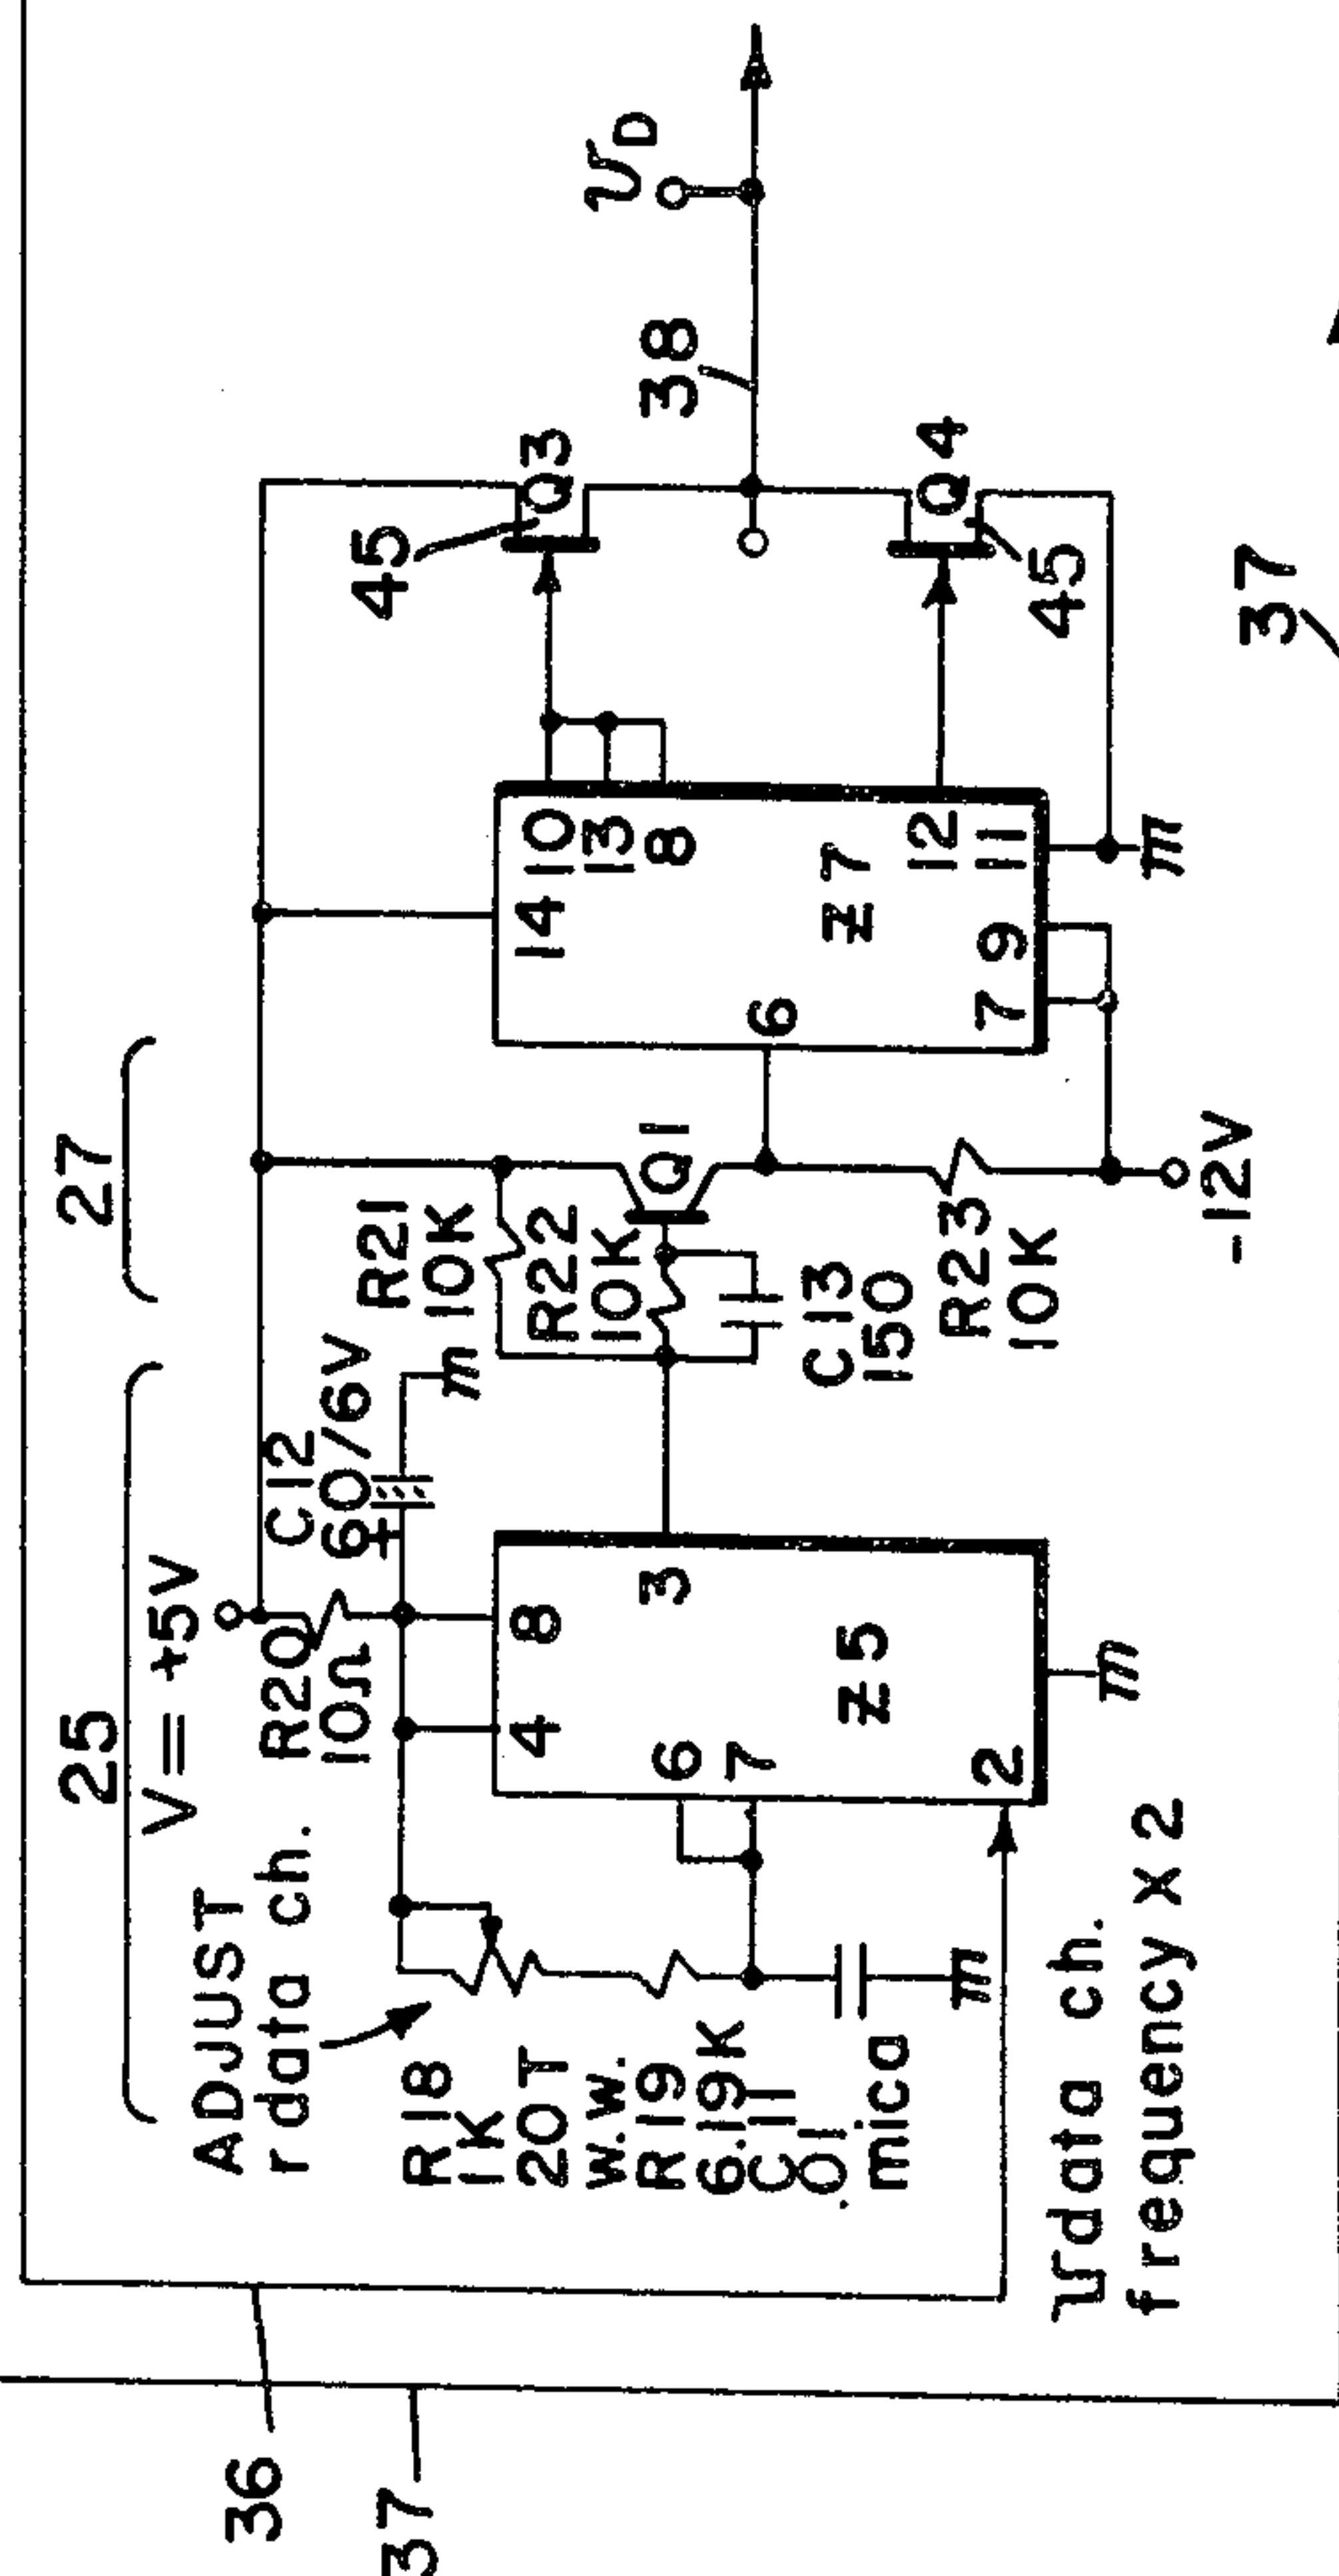 25
27
V = +5V
ADJUST
rdata ch.
R18
1K
20T
W.W.
R19
6.19K
C11
.01
mica
R20
10Ω
C12
60/6V
+
4
8
6
7
3
2
Z5
R21
10K
R22
10K
C13
150
Q1
R23
10K
-12V
14
10
13
8
6
Z7
12
7
9
11
45
Q3
Q4
45
38
υD
υdata ch.
frequency X 2
36
37
37